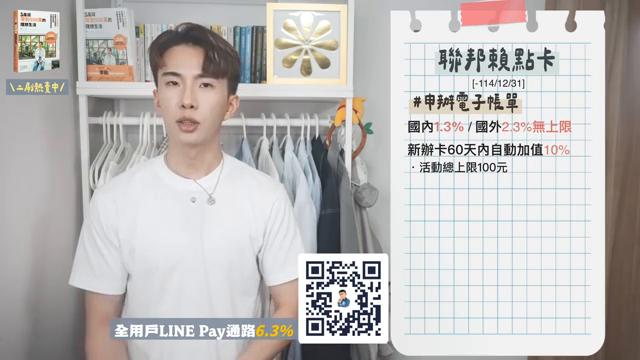 \二刷熱賣中/
聯邦賴點卡
[-114/12/31]
#申辦電子帳單
國內1.3% / 國外2.3%無上限
新辦卡60天內自動加值10%
·活動總上限100元
全用戶LINE Pay通路6.3%